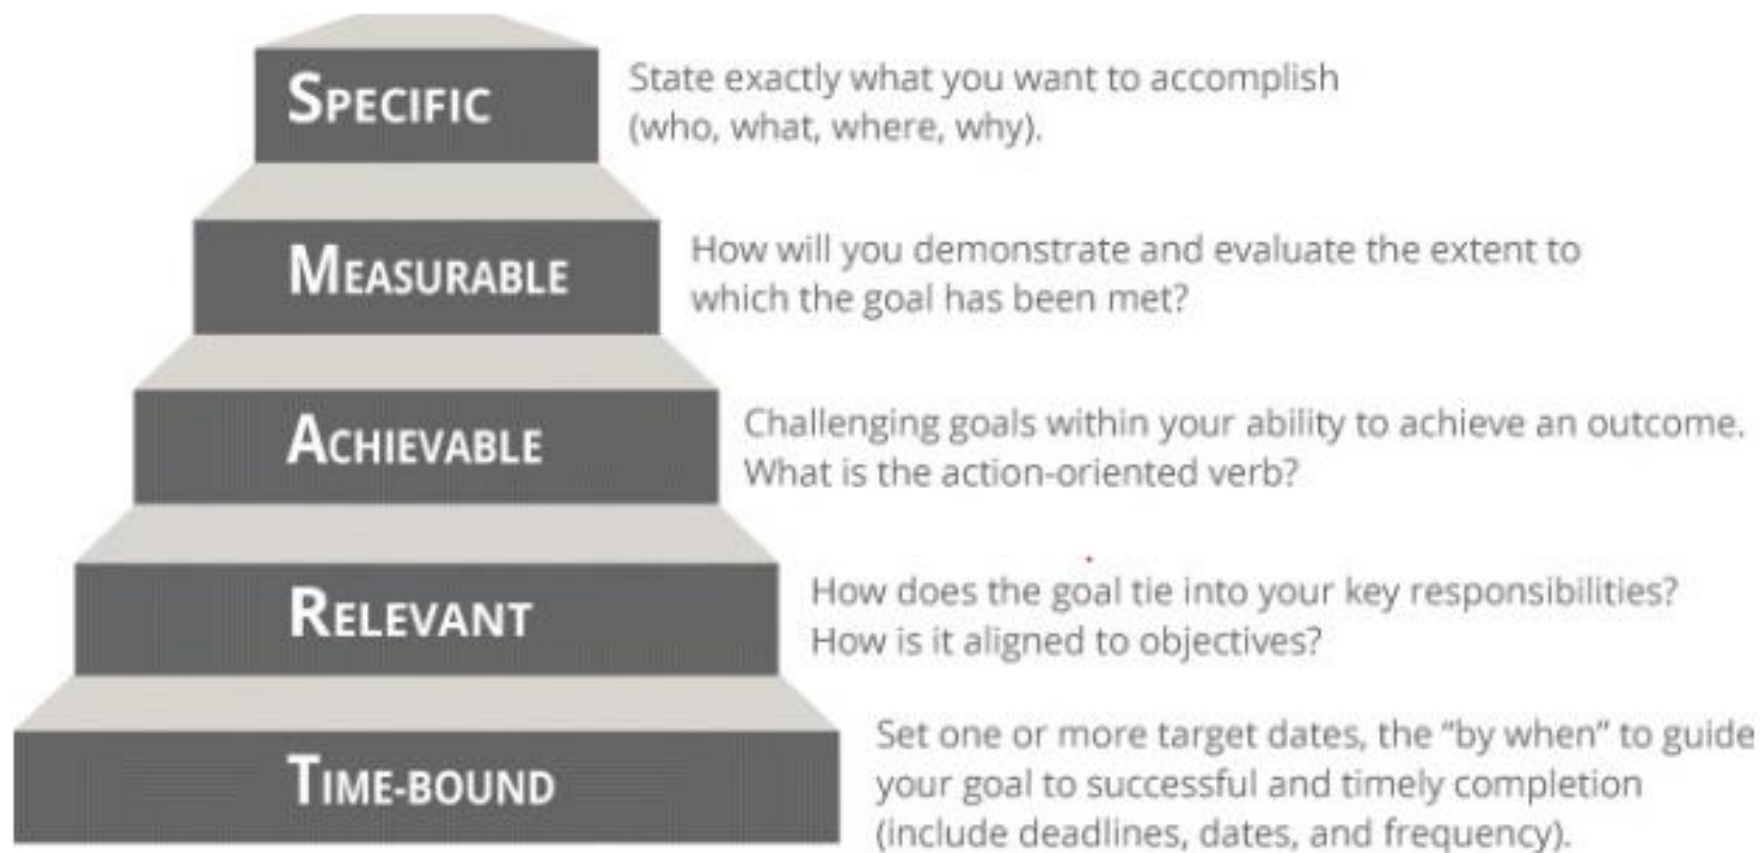 SPECIFIC
State exactly what you want to accomplish
(who, what, where, why).
MEASURABLE
How will you demonstrate and evaluate the extent to
which the goal has been met?
ACHIEVABLE
Challenging goals within your ability to achieve an outcome.
What is the action-oriented verb?
RELEVANT
How does the goal tie into your key responsibilities?
How is it aligned to objectives?
TIME-BOUND
Set one or more target dates, the “by when” to guide
your goal to successful and timely completion
(include deadlines, dates, and frequency).